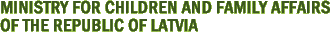 MINISTRY FOR CHILDREN AND FAMILY AFFAIRS
OF THE REPUBLIC OF LATVIA